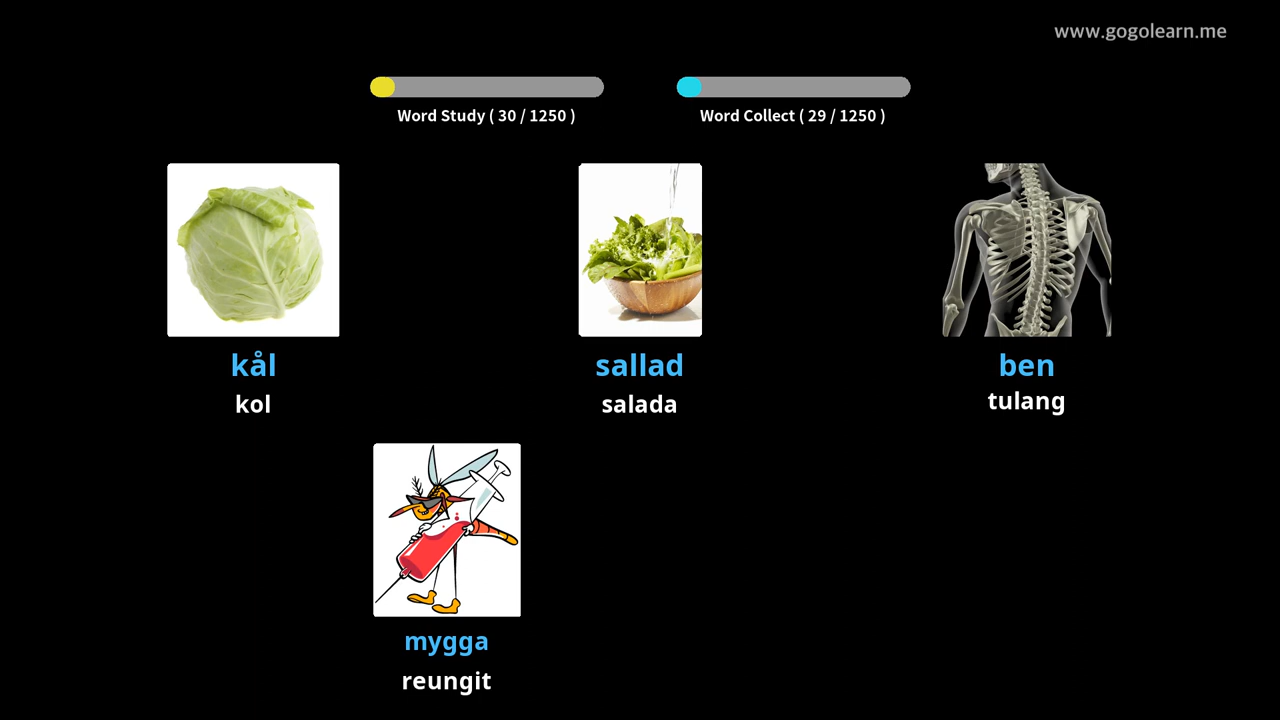 www.gogolearn.me
Word Study ( 30 / 1250 )
Word Collect ( 29 / 1250 )
kål
kol
sallad
salada
ben
tulang
mygga
reungit